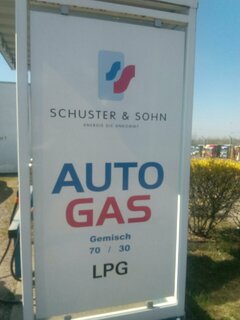 SCHUSTER & SOHN
ENERGIE DIE ANKOMMT
AUTO
GAS
Gemisch
70 / 30
LPG